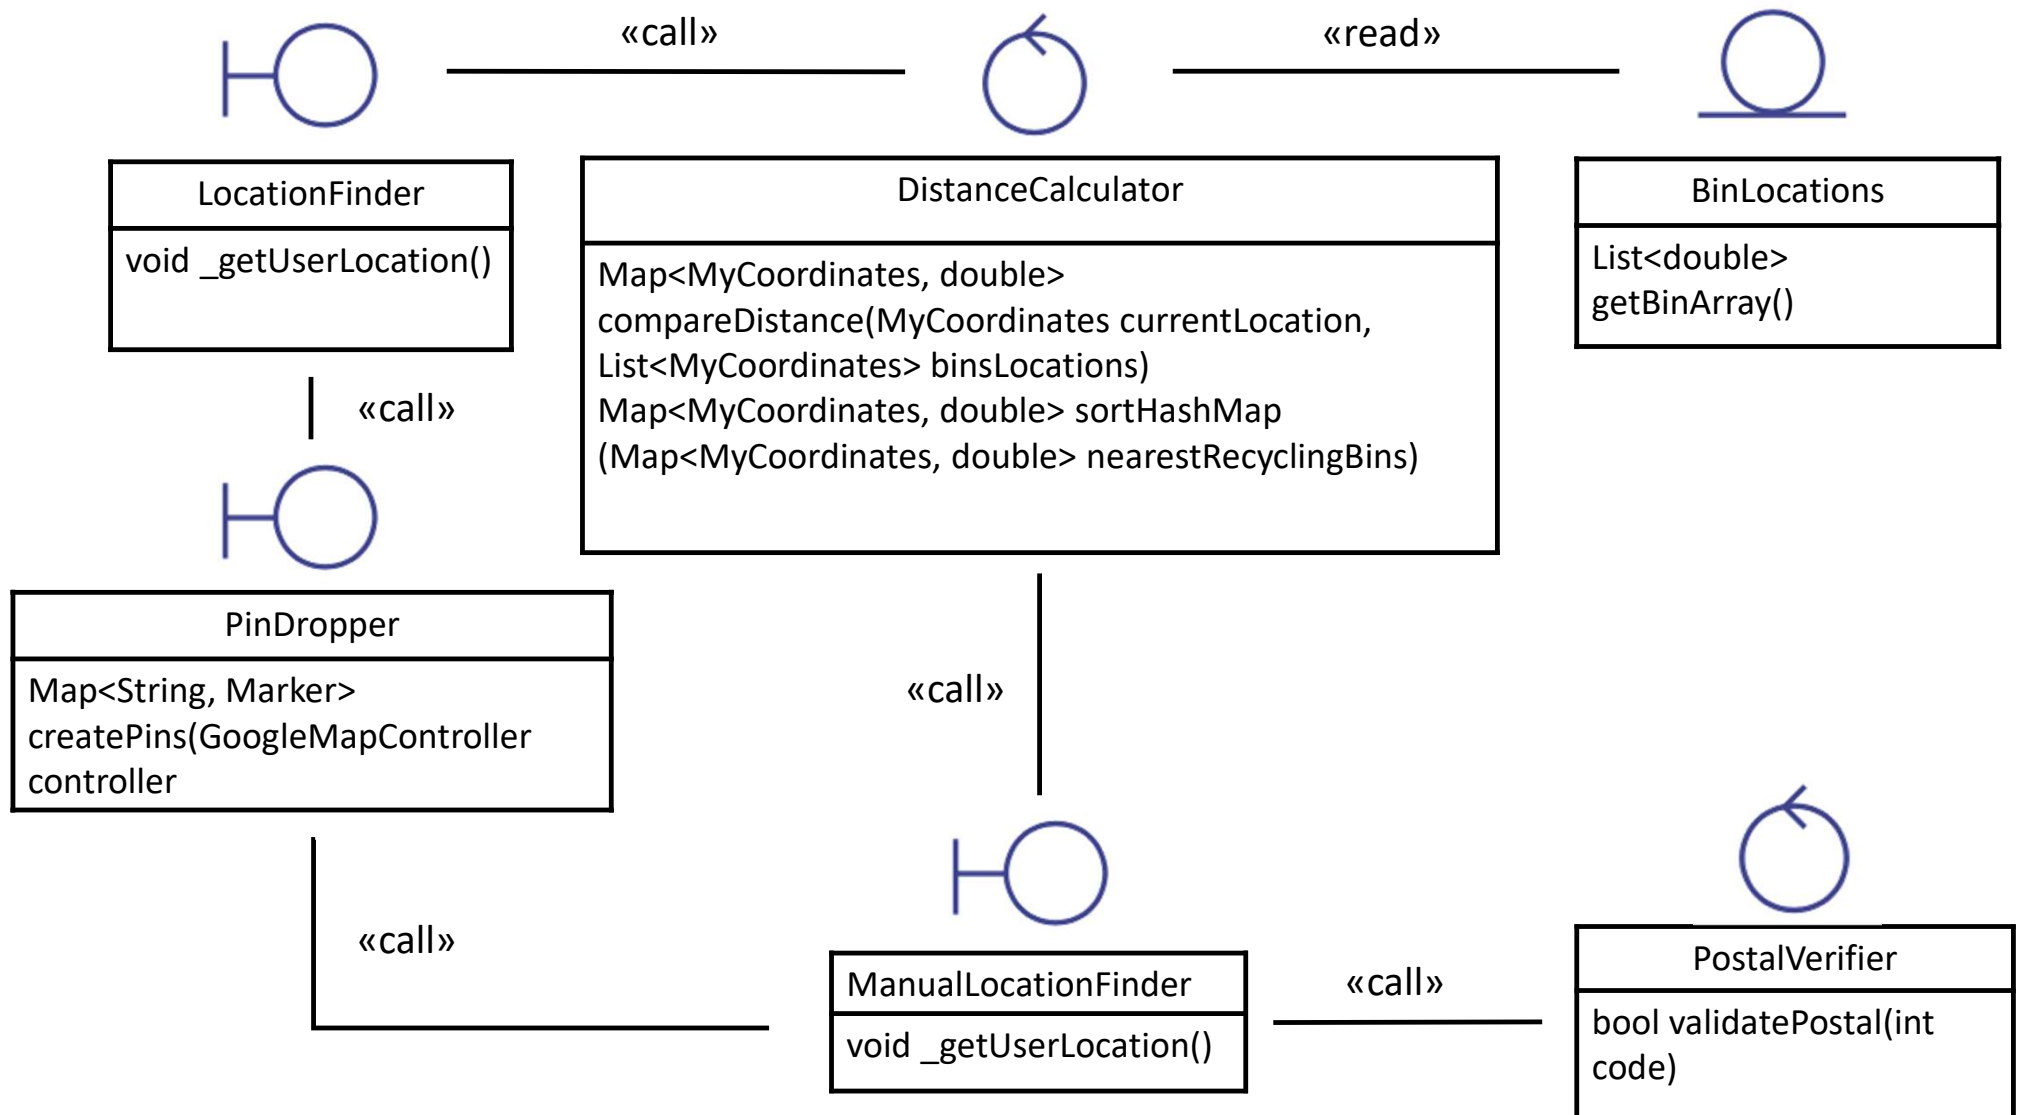 «call»
«read»
LocationFinder
void _getUserLocation()
DistanceCalculator
Map<MyCoordinates, double>
compareDistance(MyCoordinates currentLocation,
List<MyCoordinates> binsLocations)
Map<MyCoordinates, double> sortHashMap
(Map<MyCoordinates, double> nearestRecyclingBins)
BinLocations
List<double>
getBinArray()
«call»
PinDropper
Map<String, Marker>
createPins(GoogleMapController
controller
«call»
«call»
ManualLocationFinder
void _getUserLocation()
«call»
PostalVerifier
bool validatePostal(int
code)